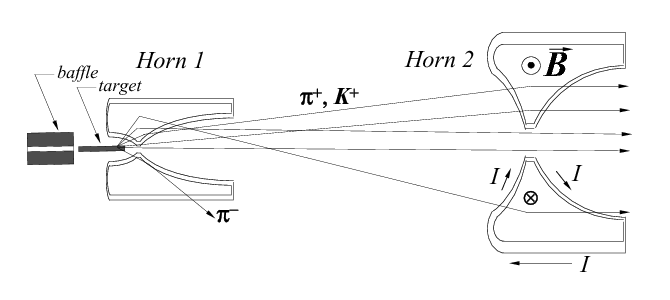 Horn 1
Horn 2
baffle
target
B
π⁺, K⁺
I
I
π⁻
I